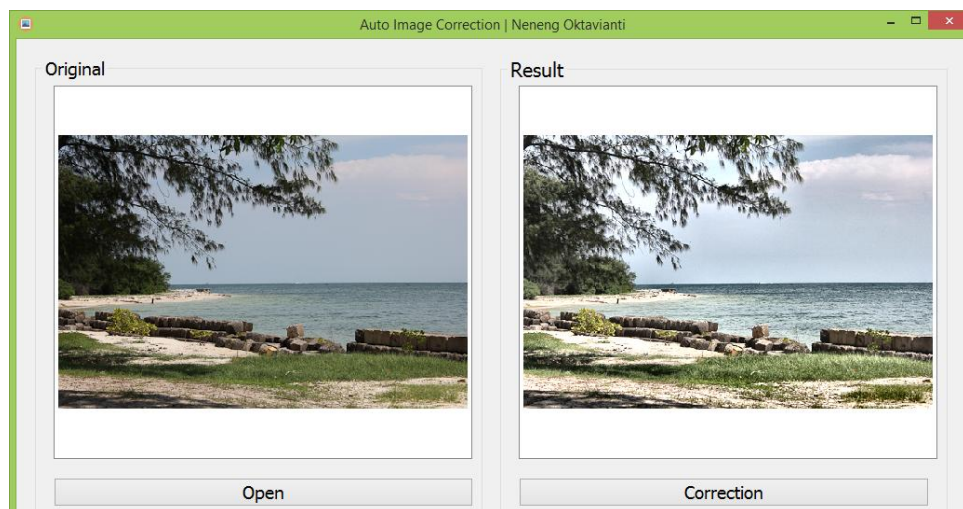 Auto Image Correction | Neneng Oktavianti
Original
Result
Open
Correction